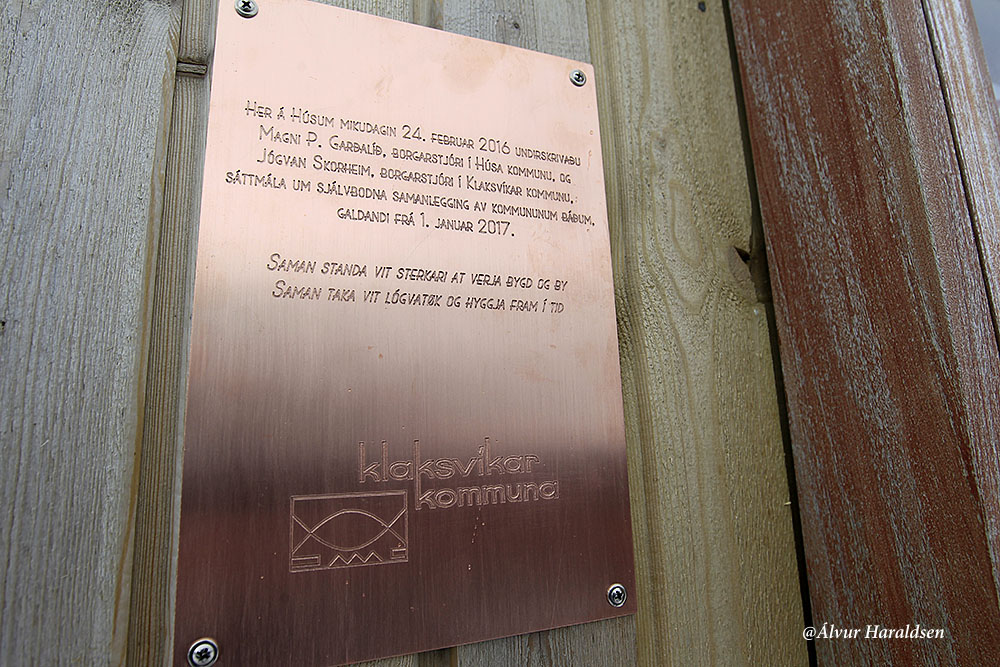 Her á Húsum mikudagin 24. februar 2016 undirskrivaðu
Magni P. Garðalíð, borgarstjóri í Húsa kommunu, og
Jógvan Skorheim, borgarstjóri í Klaksvíkar kommunu,
sáttmála um sjálvbodna samanlegging av kommununum báðum,
galdandi frá 1. januar 2017.
Saman standa vit sterkari at verja bygd og by
Saman taka vit lógvatøk og hyggja fram í tíð
klaksvíkar
kommuna
@Álvur Haraldsen